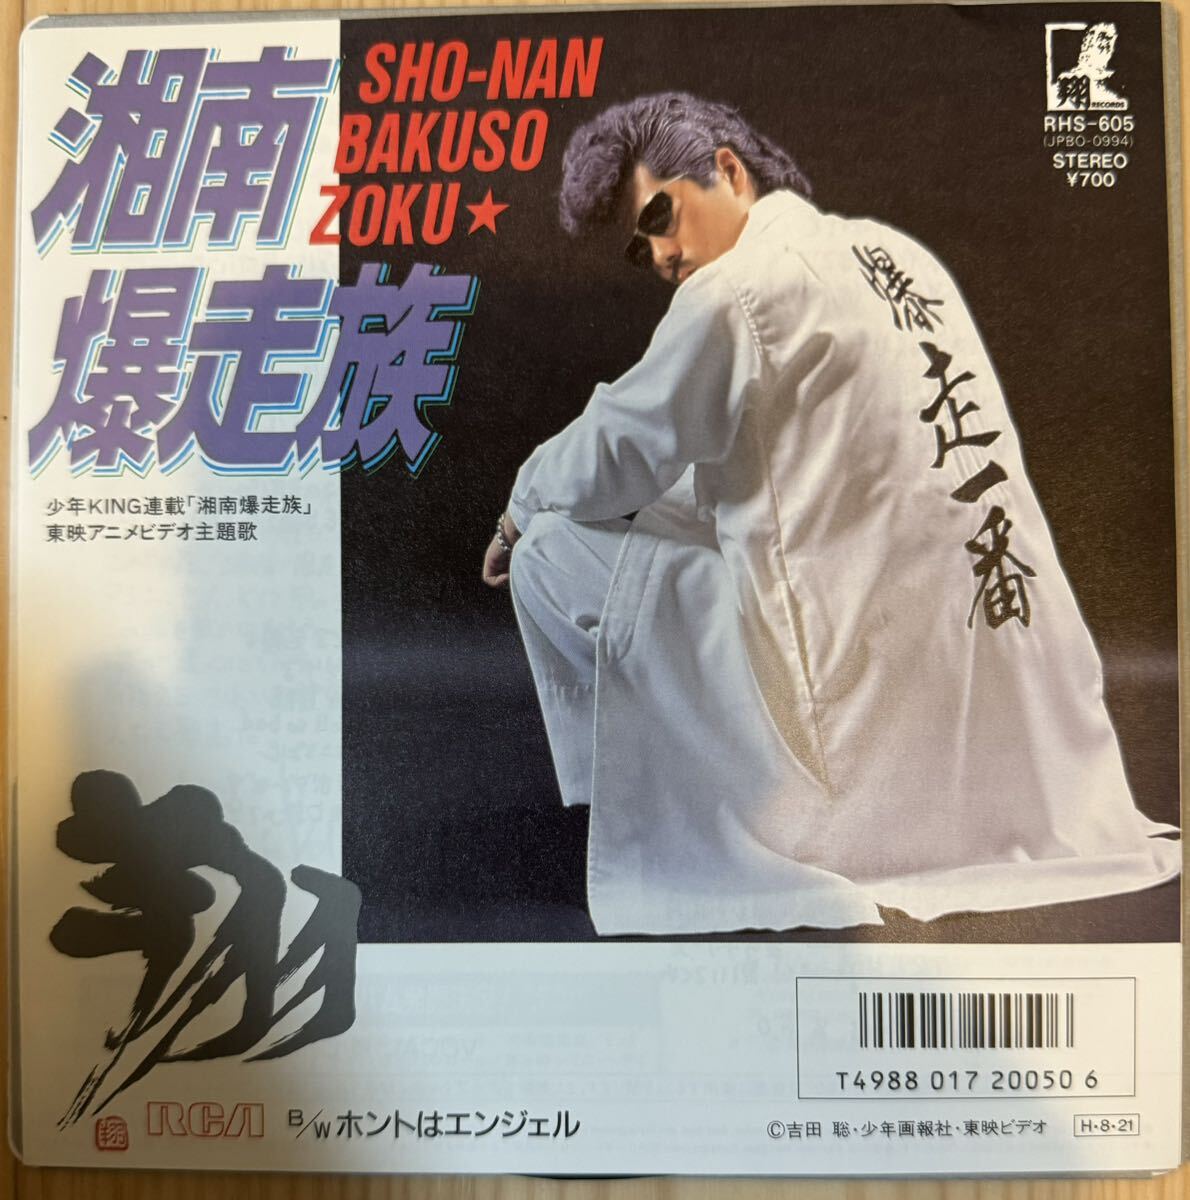 湘南
爆走族
SHO-NAN
BAKUSO
ZOKU★
翔
RECORDS
RHS-605
(JPBO-0994)
STEREO
¥700
爆走一番
少年KING連載「湘南爆走族」
東映アニメビデオ主題歌
翔
翔
RCA
B/W ホントはエンジェル
T4988 017 20050 6
©吉田 聡・少年画報社・東映ビデオ
H・8・21